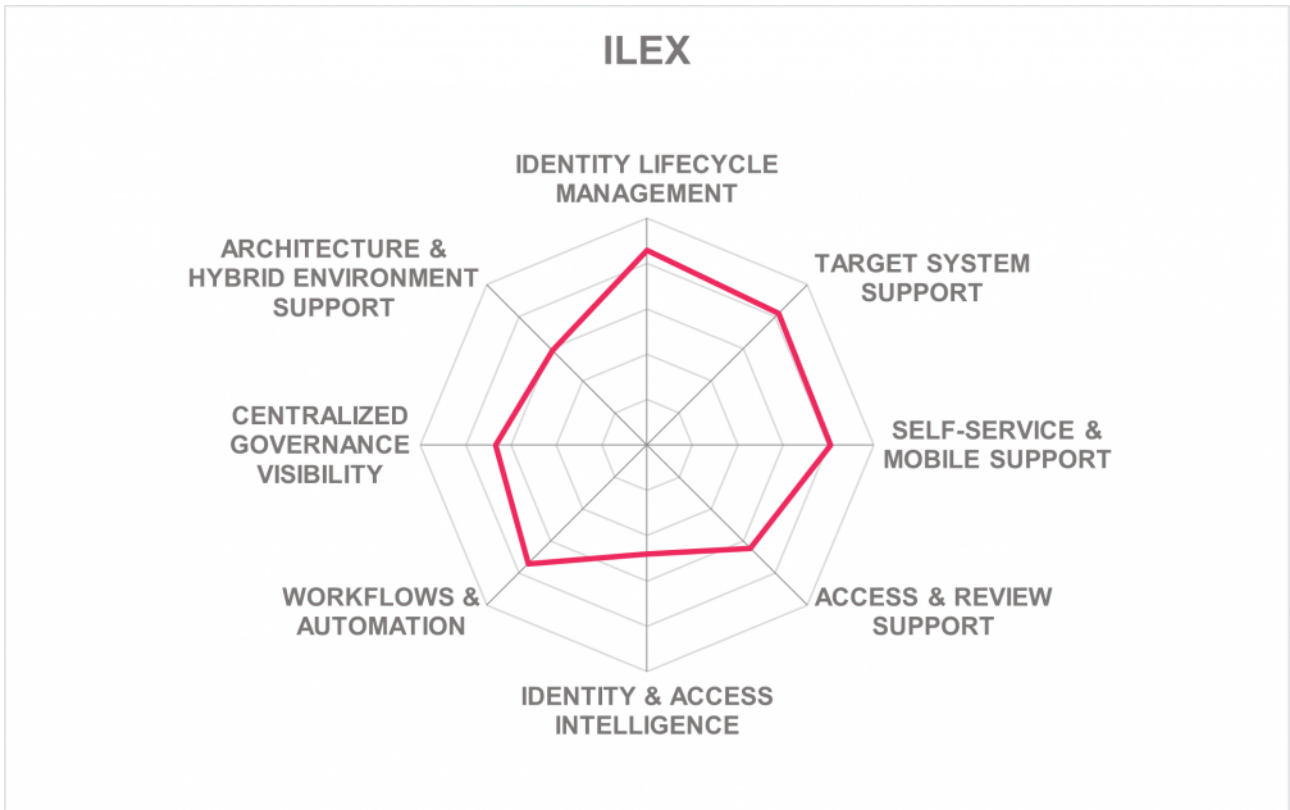 ILEX
IDENTITY LIFECYCLE
MANAGEMENT
TARGET SYSTEM
SUPPORT
SELF-SERVICE &
MOBILE SUPPORT
ACCESS & REVIEW
SUPPORT
IDENTITY & ACCESS
INTELLIGENCE
WORKFLOWS &
AUTOMATION
CENTRALIZED
GOVERNANCE
VISIBILITY
ARCHITECTURE &
HYBRID ENVIRONMENT
SUPPORT